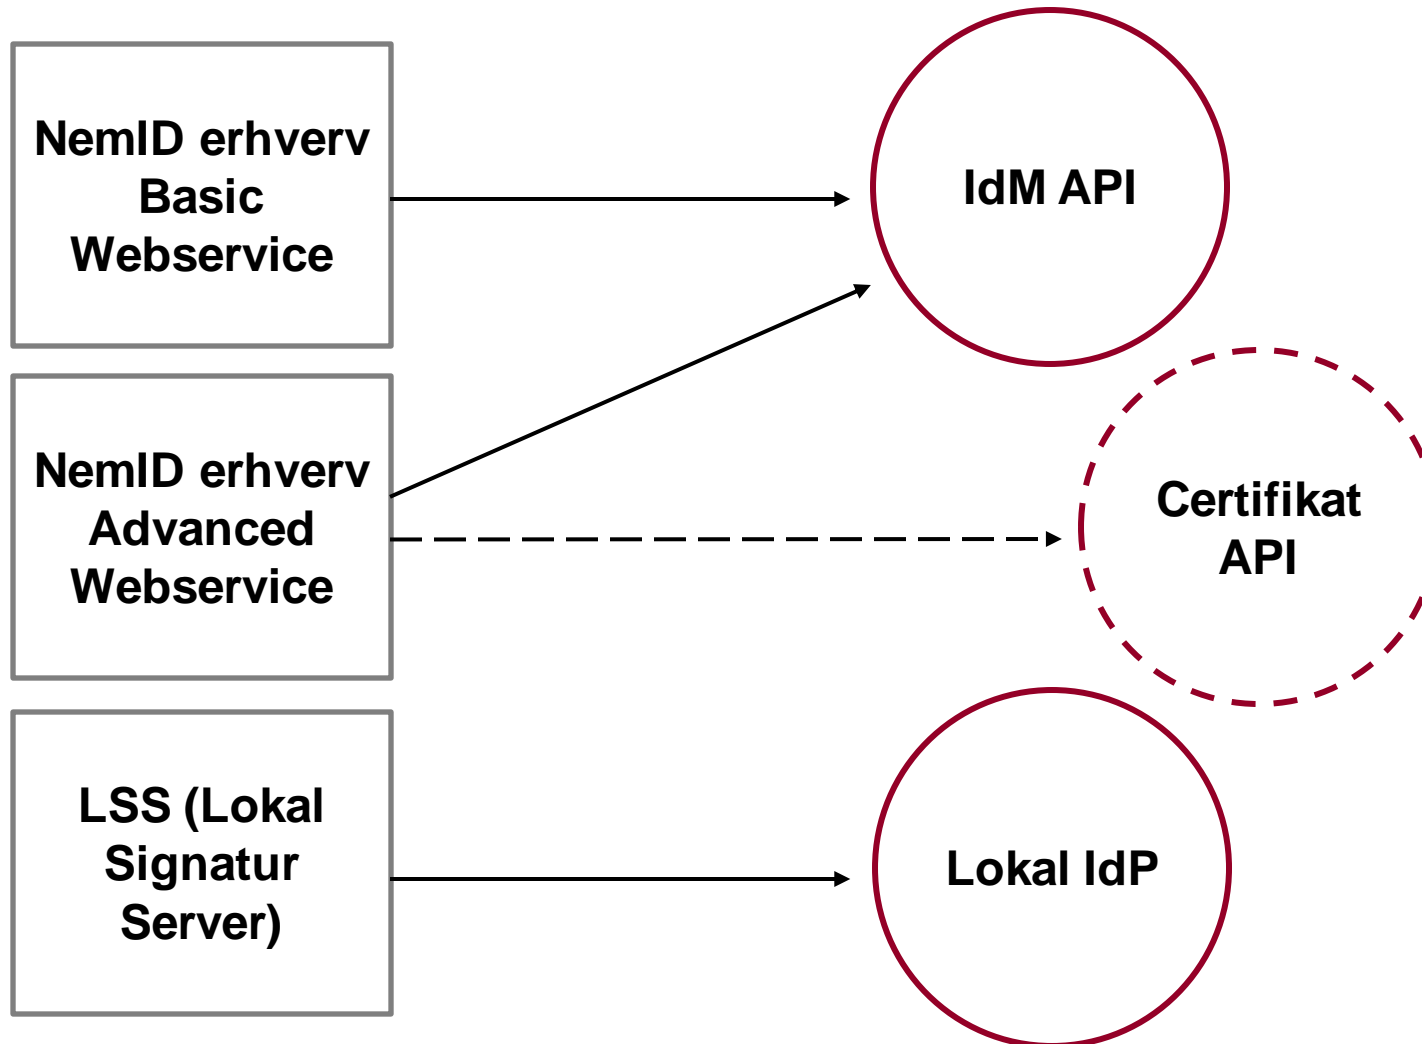 NemID erhverv
Basic
Webservice
IdM API
NemID erhverv
Advanced
Webservice
Certifikat
API
LSS (Lokal
Signatur
Server)
Lokal IdP